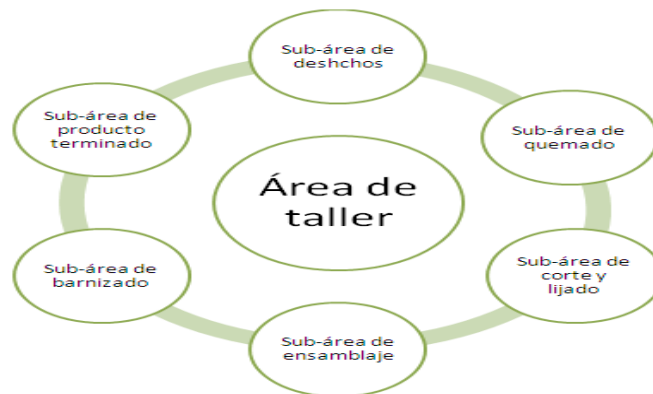 Sub-área de
deshchos
Sub-área de
quemado
Sub-área de
corte y
lijado
Sub-área de
ensamblaje
Sub-área de
barnizado
Sub-área de
producto
terminado
Área de
taller